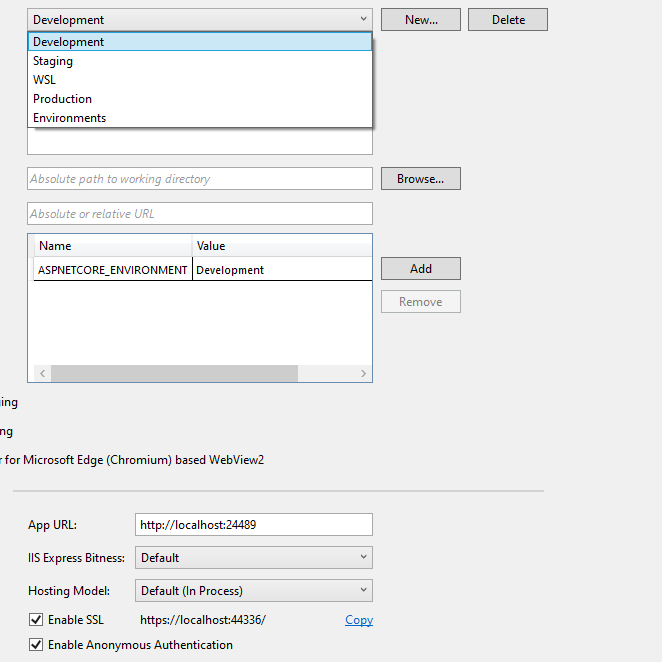 Development New... Delete
Development
Staging
WSL
Production
Environments
Absolute path to working directory Browse...
Absolute or relative URL
Name Value
ASPNETCORE_ENVIRONMENT Development Add
Remove
ging
ng
r for Microsoft Edge (Chromium) based WebView2
App URL: http://localhost:24489
IIS Express Bitness: Default
Hosting Model: Default (In Process)
Enable SSL https://localhost:44336/ Copy
Enable Anonymous Authentication